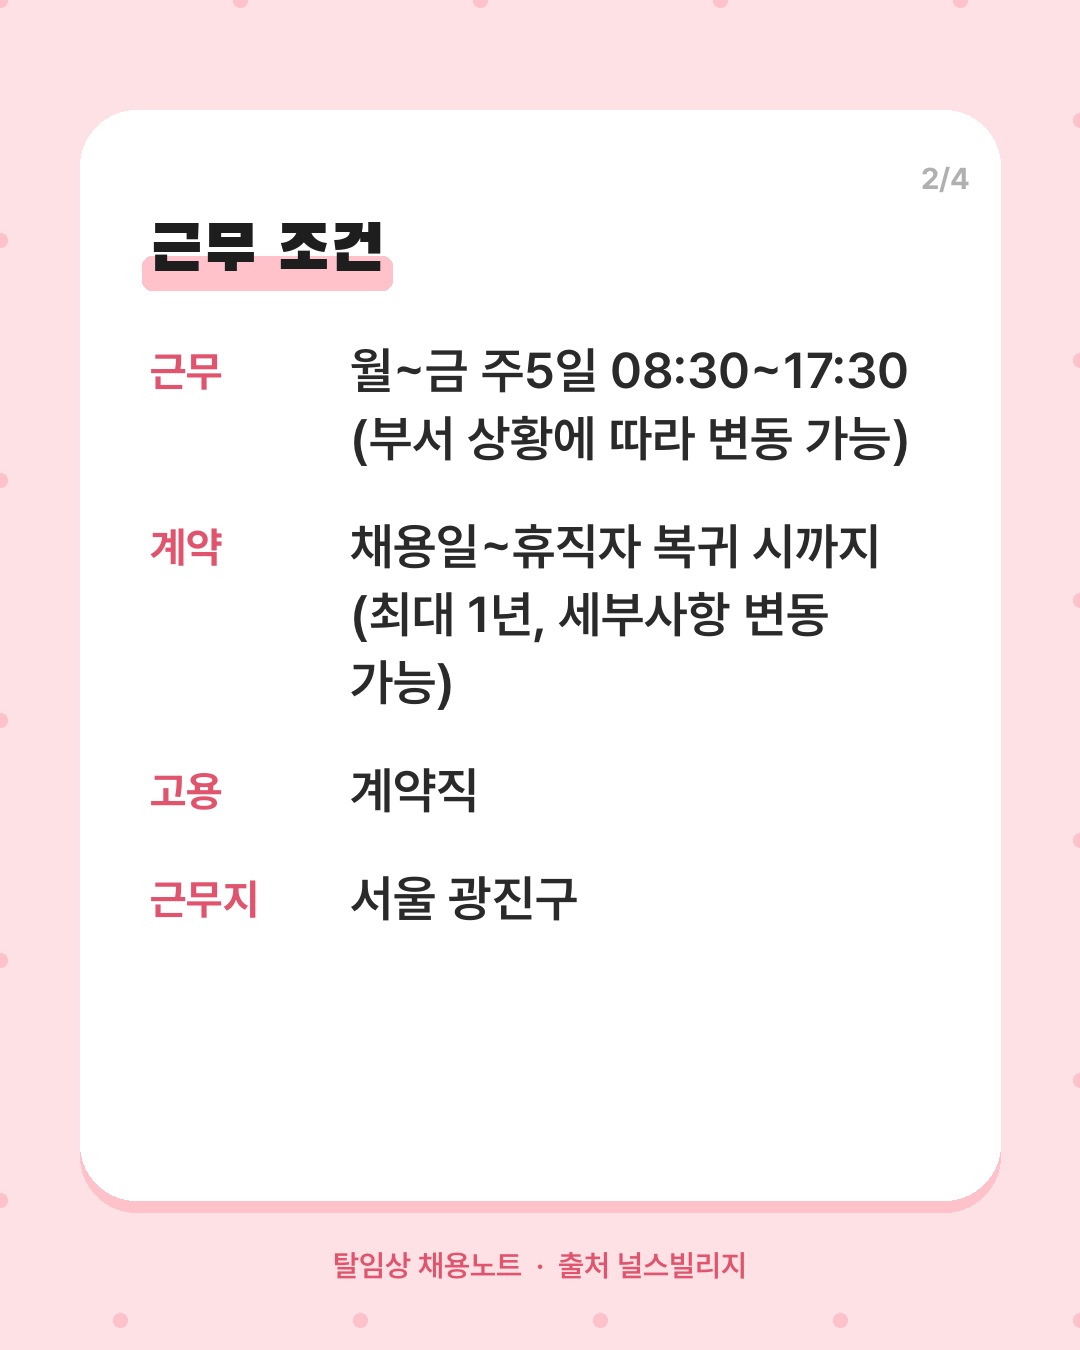 2/4
근무 조건
근무 월~금 주5일 08:30~17:30
(부서 상황에 따라 변동 가능)
계약 채용일~휴직자 복귀 시까지
(최대 1년, 세부사항 변동
가능)
고용 계약직
근무지 서울 광진구
탈임상 채용노트 · 출처 널스빌리지